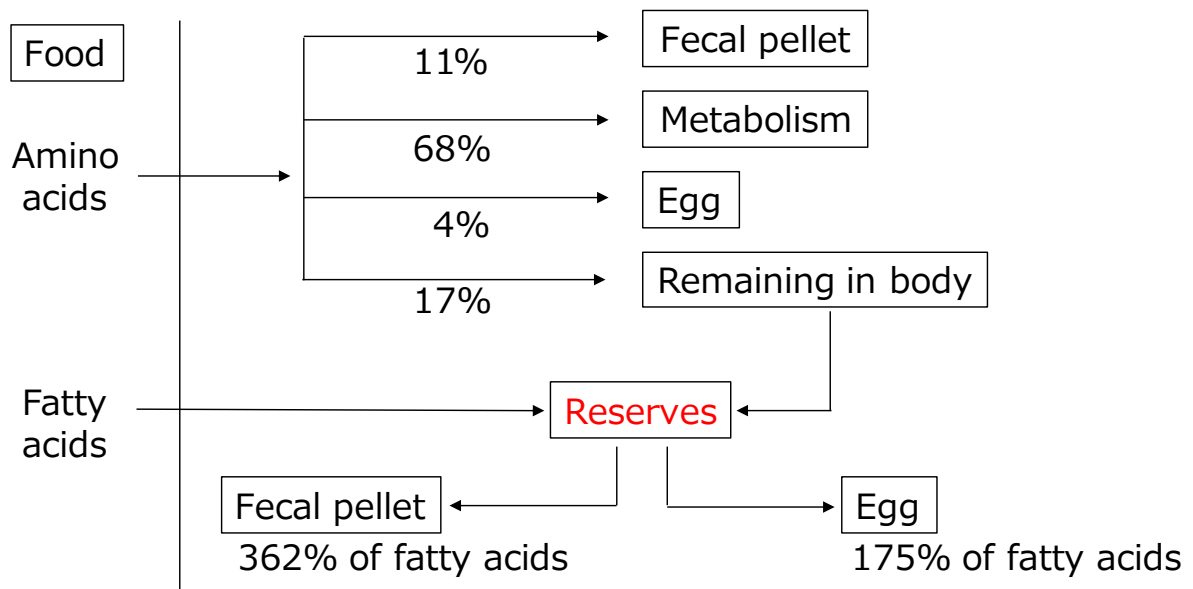 Food
Fecal pellet
11%
Metabolism
68%
Amino
acids
Egg
4%
Remaining in body
17%
Fatty
acids
Reserves
Fecal pellet
362% of fatty acids
Egg
175% of fatty acids